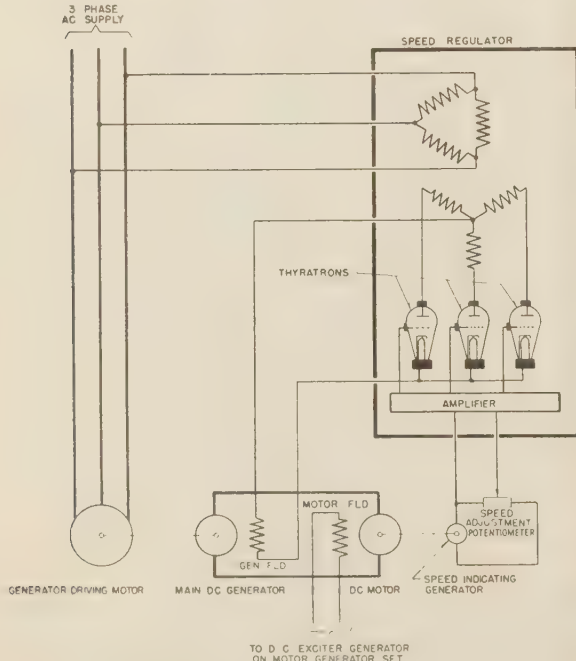 3 PHASE
AC SUPPLY
SPEED REGULATOR
THYRATRONS
AMPLIFIER
MOTOR FLD
GEN FLD
SPEED
ADJUSTMENT
POTENTIOMETER
GENERATOR DRIVING MOTOR
MAIN DC GENERATOR
DC MOTOR
SPEED INDICATING
GENERATOR
TO D C EXCITER GENERATOR
ON MOTOR GENERATOR SET